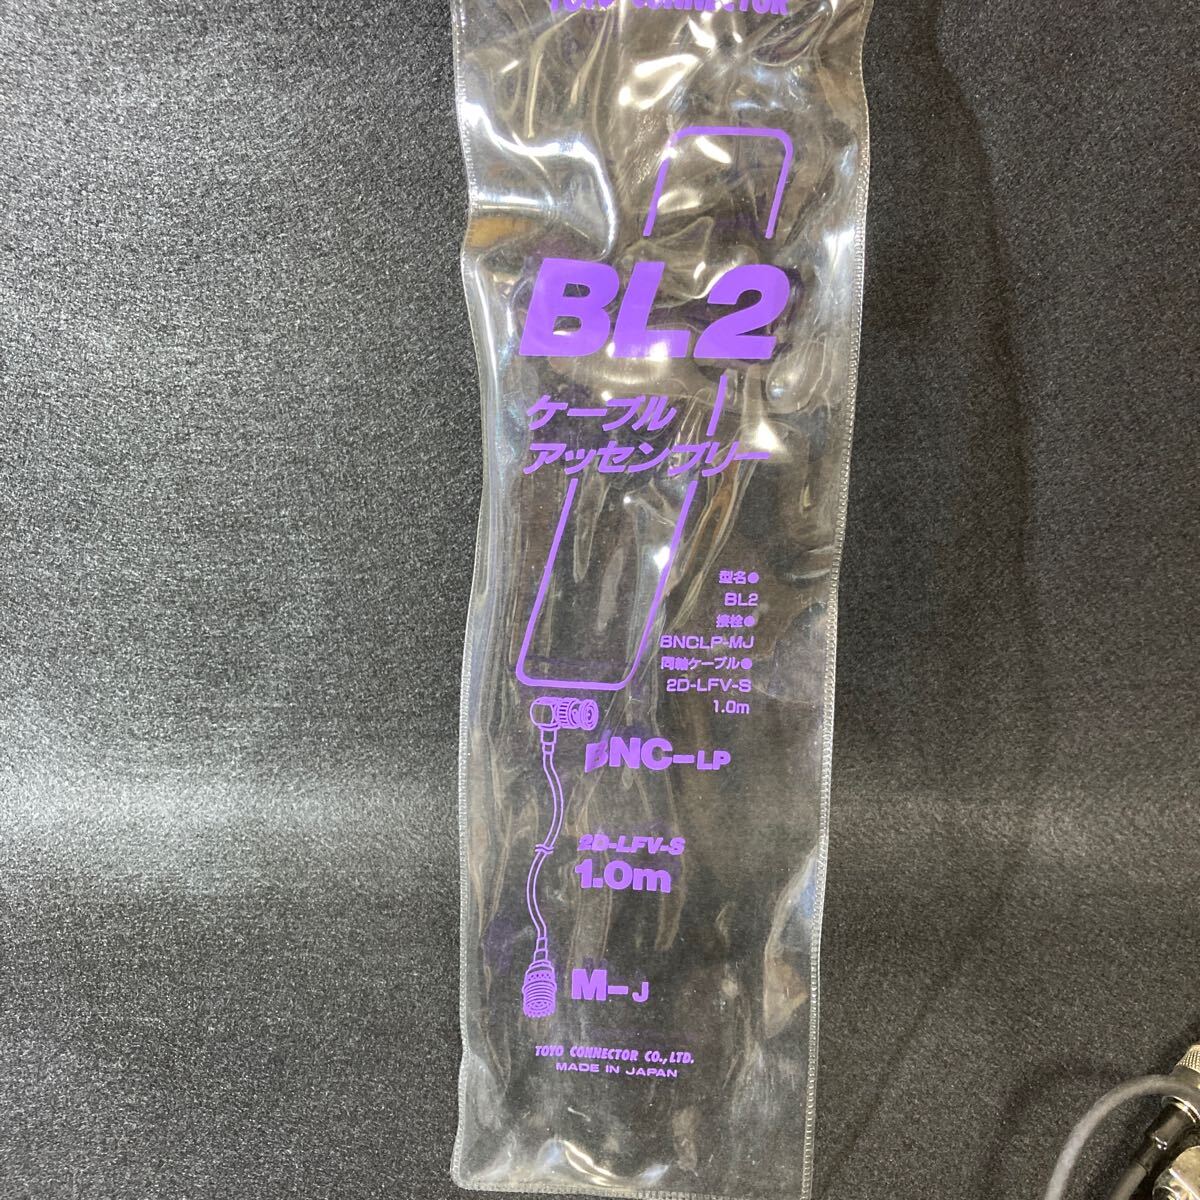 TOYO CONNECTOR
BL2
ケーブル
アッセンブリー
型名●
BL2
接栓●
BNCLP-MJ
同軸ケーブル●
2D-LFV-S
1.0m
BNC-LP
2D-LFV-S
1.0m
M-J
TOYO CONNECTOR CO.,LTD.
MADE IN JAPAN